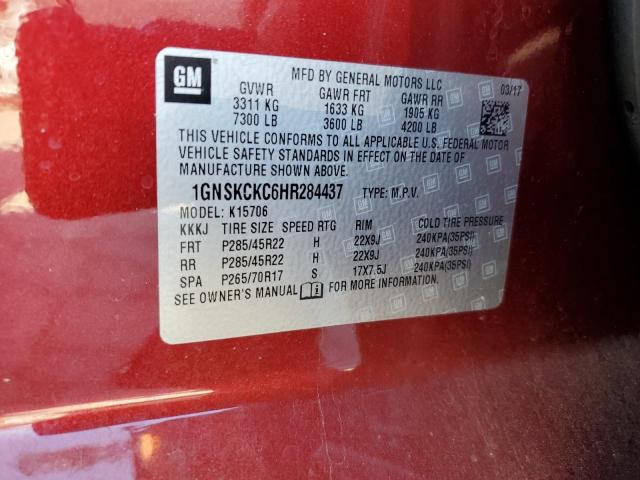 GM
MFD BY GENERAL MOTORS LLC
03/17
GVWR GAWR FRT GAWR RR
3311 KG 1633 KG 1905 KG
7300 LB 3600 LB 4200 LB
THIS VEHICLE CONFORMS TO ALL APPLICABLE U.S. FEDERAL MOTOR
VEHICLE SAFETY STANDARDS IN EFFECT ON THE DATE OF
MANUFACTURE SHOWN ABOVE.
1GNSKCKC6HR284437 TYPE: M.P.V.
MODEL: K15706
KKKJ TIRE SIZE SPEED RTG RIM COLD TIRE PRESSURE
FRT P285/45R22 H 22X9J 240KPA(35PSI)
RR P285/45R22 H 22X9J 240KPA(35PSI)
SPA P265/70R17 S 17X7.5J 240KPA(35PSI)
SEE OWNER'S MANUAL FOR MORE INFORMATION.